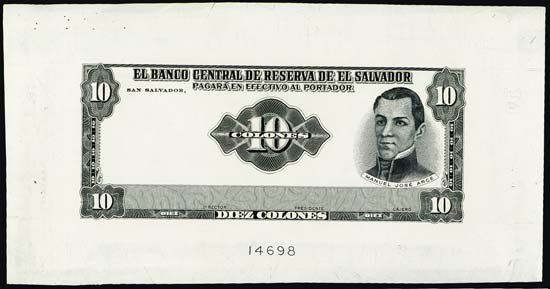 EL BANCO CENTRAL DE RESERVA DE EL SALVADOR
PAGARÁ EN EFECTIVO AL PORTADOR
SAN SALVADOR,
10
10
10
COLONES
MANUEL JOSÉ ARCE
DIRECTOR PRESIDENTE CAJERO
10
DIEZ
DIEZ COLONES
DIEZ
10
14698